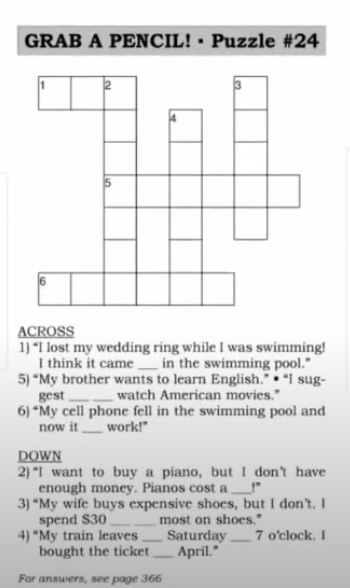 GRAB A PENCIL! • Puzzle #24
1 2 3
4
5
6
ACROSS
1) "I lost my wedding ring while I was swimming!
I think it came ___ in the swimming pool."
5) "My brother wants to learn English." • "I sug-
gest ___ ___ watch American movies."
6) "My cell phone fell in the swimming pool and
now it ___ work!"
DOWN
2) "I want to buy a piano, but I don't have
enough money. Pianos cost a ___!"
3) "My wife buys expensive shoes, but I don't. I
spend $30 ___ ___ most on shoes."
4) "My train leaves ___ Saturday ___ 7 o'clock. I
bought the ticket ___ April."
For answers, see page 366